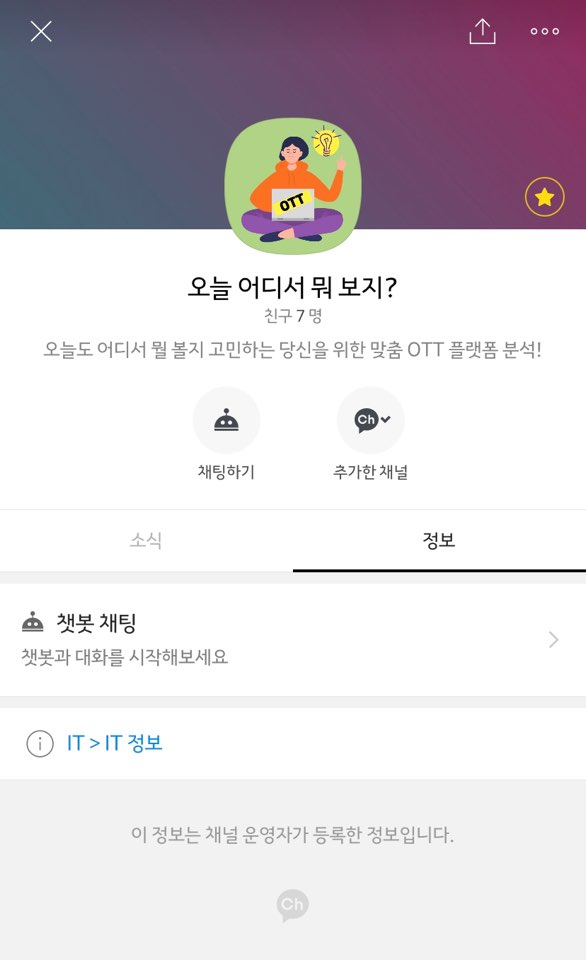 OTT
오늘 어디서 뭐 보지?
친구 7 명
오늘도 어디서 뭘 볼지 고민하는 당신을 위한 맞춤 OTT 플랫폼 분석!
Ch
채팅하기
추가한 채널
소식
정보
챗봇 채팅
챗봇과 대화를 시작해보세요
IT > IT 정보
이 정보는 채널 운영자가 등록한 정보입니다.
Ch